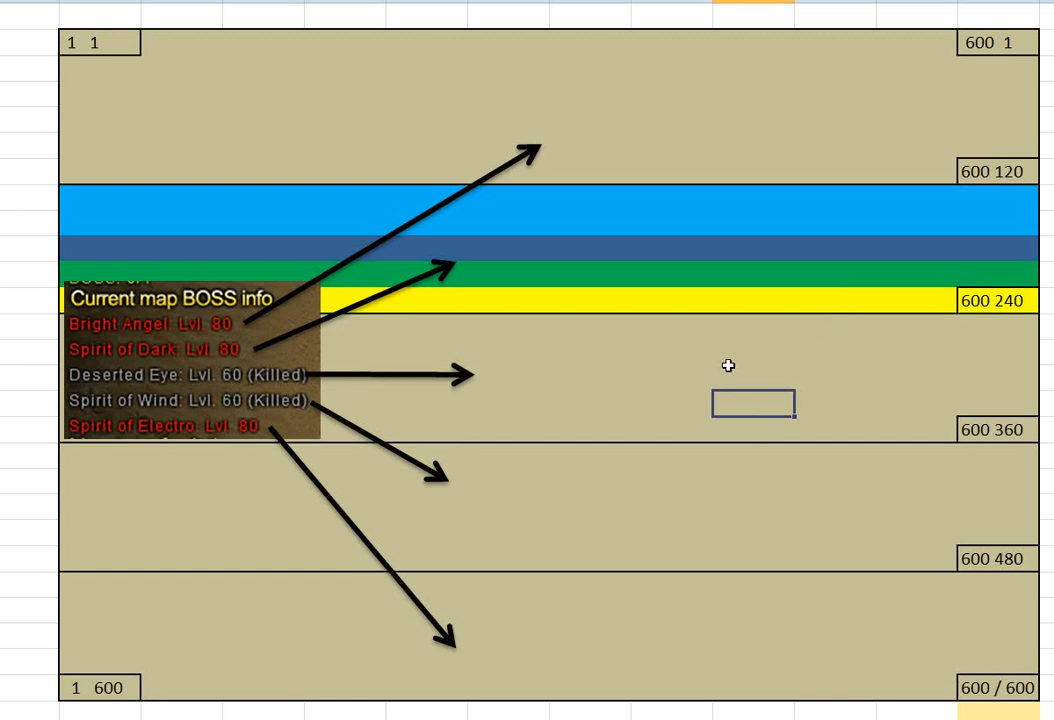 1 1
600 1
600 120
600 240
Current map BOSS info
Bright Angel: Lvl. 80
Spirit of Dark: Lvl. 80
Deserted Eye: Lvl. 60 (Killed)
Spirit of Wind: Lvl. 60 (Killed)
Spirit of Electro: Lvl. 80
600 360
600 480
1 600
600 / 600